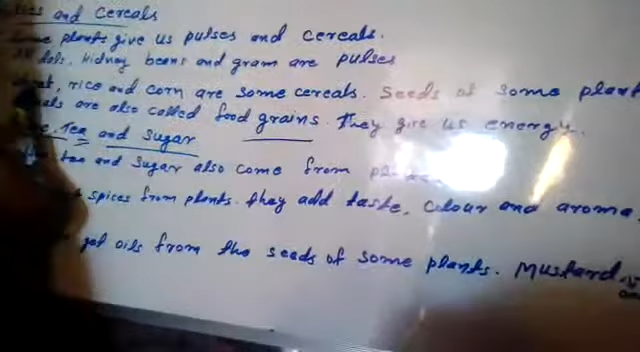 and Cereals
plants give us pulses and cereals.
dals, Kidney beans and gram are pulses
rice and corn are some cereals. Seeds of some plant
are also called food grains. They give us energy.
Tea and Sugar
tea and sugar also come from
spices from plants. they add taste, colour and aroma.
get oils from the seeds of some plants. Mustard